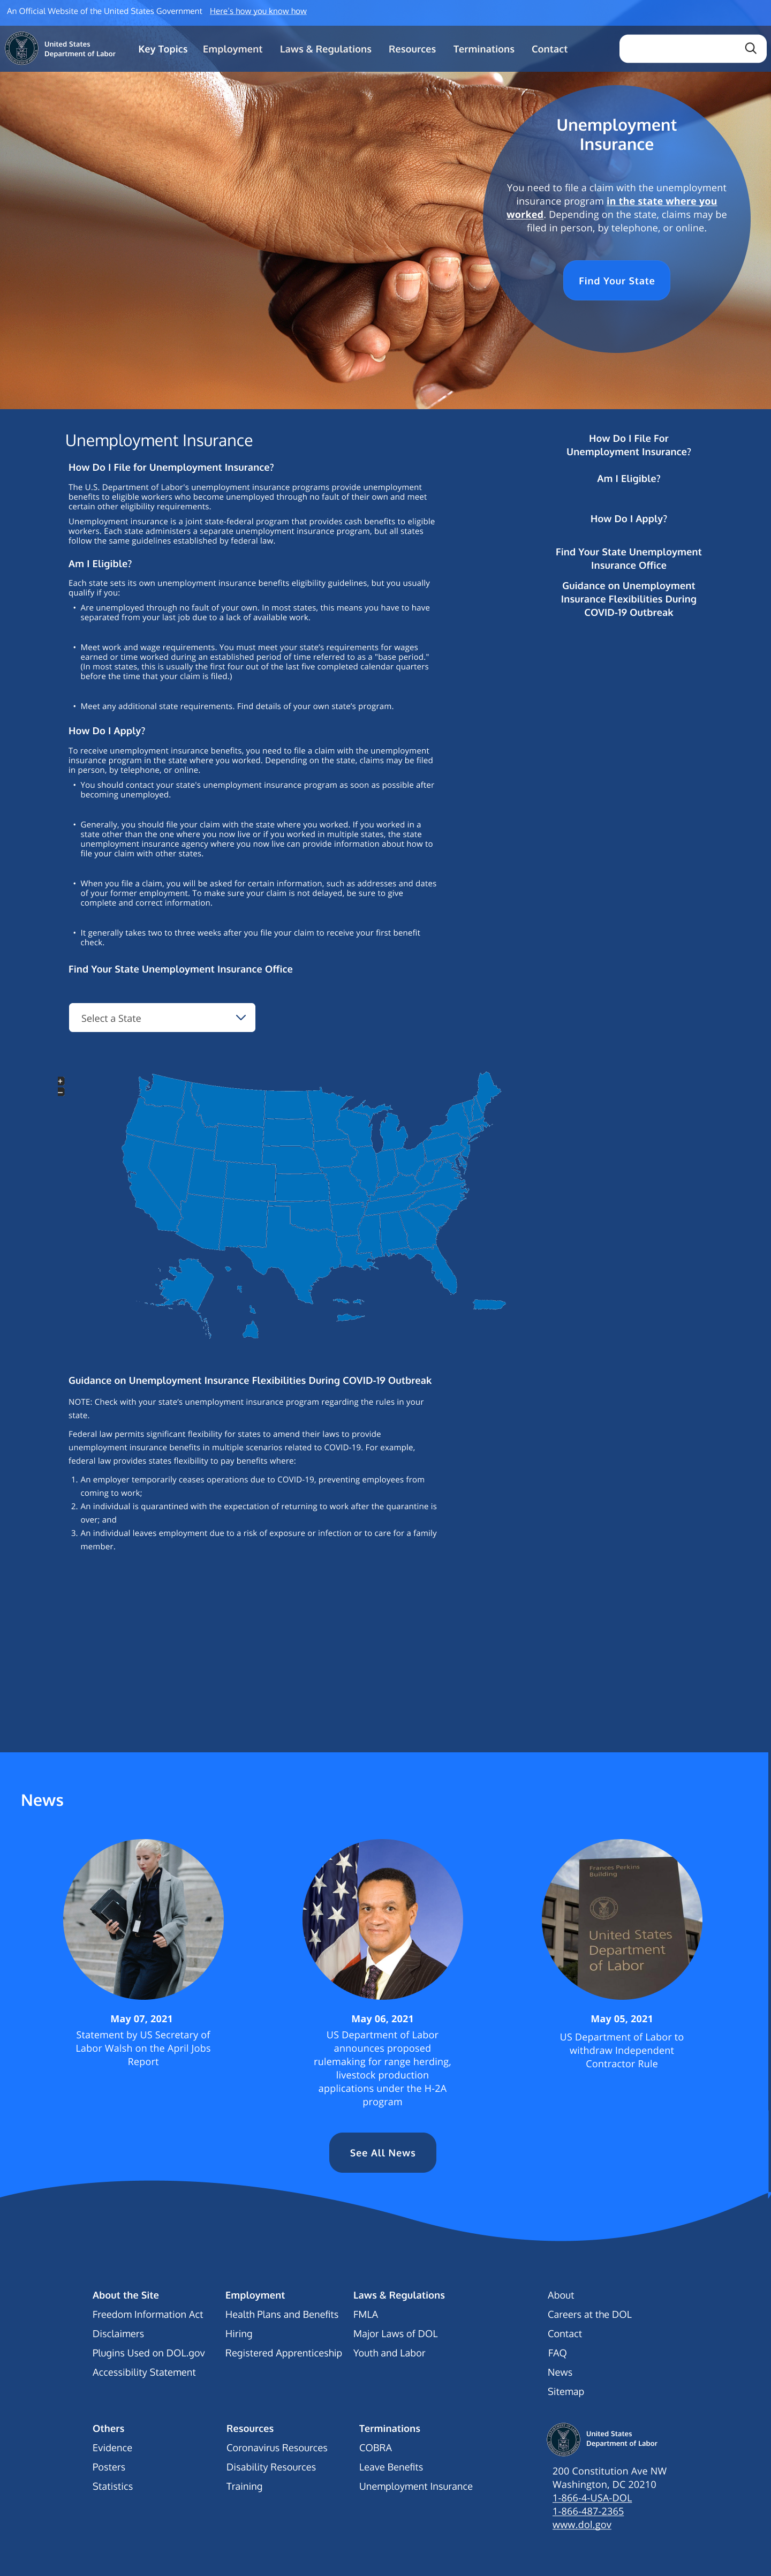 An Official Website of the United States Government Here's how you know how
United States
Department of Labor
Key Topics Employment Laws & Regulations Resources Terminations Contact
Unemployment
Insurance
You need to file a claim with the unemployment
insurance program in the state where you
worked. Depending on the state, claims may be
filed in person, by telephone, or online.
Find Your State
Unemployment Insurance
How Do I File for Unemployment Insurance?
The U.S. Department of Labor's unemployment insurance programs provide unemployment
benefits to eligible workers who become unemployed through no fault of their own and meet
certain other eligibility requirements.
Unemployment insurance is a joint state-federal program that provides cash benefits to eligible
workers. Each state administers a separate unemployment insurance program, but all states
follow the same guidelines established by federal law.
Am I Eligible?
Each state sets its own unemployment insurance benefits eligibility guidelines, but you usually
qualify if you:
• Are unemployed through no fault of your own. In most states, this means you have to have
separated from your last job due to a lack of available work.
• Meet work and wage requirements. You must meet your state's requirements for wages
earned or time worked during an established period of time referred to as a "base period."
(In most states, this is usually the first four out of the last five completed calendar quarters
before the time that your claim is filed.)
• Meet any additional state requirements. Find details of your own state's program.
How Do I Apply?
To receive unemployment insurance benefits, you need to file a claim with the unemployment
insurance program in the state where you worked. Depending on the state, claims may be filed
in person, by telephone, or online.
• You should contact your state's unemployment insurance program as soon as possible after
becoming unemployed.
• Generally, you should file your claim with the state where you worked. If you worked in a
state other than the one where you now live or if you worked in multiple states, the state
unemployment insurance agency where you now live can provide information about how to
file your claim with other states.
• When you file a claim, you will be asked for certain information, such as addresses and dates
of your former employment. To make sure your claim is not delayed, be sure to give
complete and correct information.
• It generally takes two to three weeks after you file your claim to receive your first benefit
check.
Find Your State Unemployment Insurance Office
Select a State
+
−
Guidance on Unemployment Insurance Flexibilities During COVID-19 Outbreak
NOTE: Check with your state's unemployment insurance program regarding the rules in your
state.
Federal law permits significant flexibility for states to amend their laws to provide
unemployment insurance benefits in multiple scenarios related to COVID-19. For example,
federal law provides states flexibility to pay benefits where:
1. An employer temporarily ceases operations due to COVID-19, preventing employees from
coming to work;
2. An individual is quarantined with the expectation of returning to work after the quarantine is
over; and
3. An individual leaves employment due to a risk of exposure or infection or to care for a family
member.
How Do I File For
Unemployment Insurance?
Am I Eligible?
How Do I Apply?
Find Your State Unemployment
Insurance Office
Guidance on Unemployment
Insurance Flexibilities During
COVID-19 Outbreak
News
Frances Perkins
Building
United States
Department
of Labor
May 07, 2021
Statement by US Secretary of
Labor Walsh on the April Jobs
Report
May 06, 2021
US Department of Labor
announces proposed
rulemaking for range herding,
livestock production
applications under the H-2A
program
May 05, 2021
US Department of Labor to
withdraw Independent
Contractor Rule
See All News
About the Site
Freedom Information Act
Disclaimers
Plugins Used on DOL.gov
Accessibility Statement
Employment
Health Plans and Benefits
Hiring
Registered Apprenticeship
Laws & Regulations
FMLA
Major Laws of DOL
Youth and Labor
About
Careers at the DOL
Contact
FAQ
News
Sitemap
Others
Evidence
Posters
Statistics
Resources
Coronavirus Resources
Disability Resources
Training
Terminations
COBRA
Leave Benefits
Unemployment Insurance
United States
Department of Labor
200 Constitution Ave NW
Washington, DC 20210
1-866-4-USA-DOL
1-866-487-2365
www.dol.gov